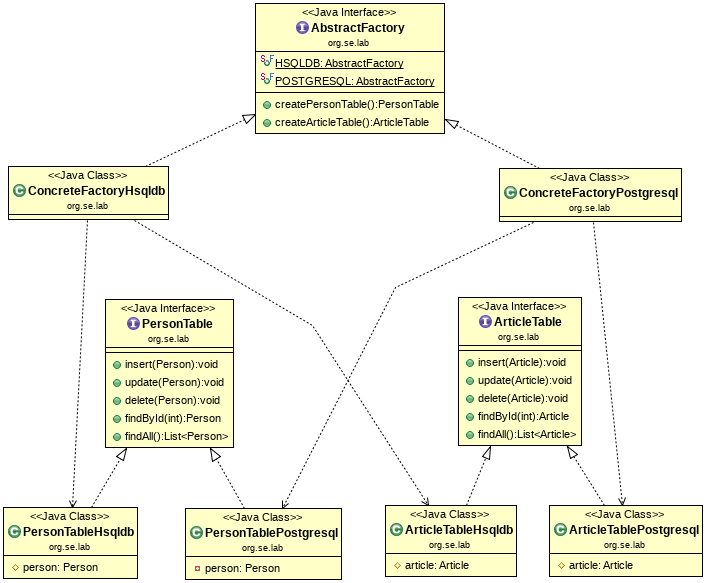 <<Java Interface>>
AbstractFactory
org.se.lab
HSQLDB: AbstractFactory
POSTGRESQL: AbstractFactory
createPersonTable():PersonTable
createArticleTable():ArticleTable
<<Java Class>>
ConcreteFactoryHsqldb
org.se.lab
<<Java Class>>
ConcreteFactoryPostgresql
org.se.lab
<<Java Interface>>
PersonTable
org.se.lab
insert(Person):void
update(Person):void
delete(Person):void
findById(int):Person
findAll():List<Person>
<<Java Interface>>
ArticleTable
org.se.lab
insert(Article):void
update(Article):void
delete(Article):void
findById(int):Article
findAll():List<Article>
<<Java Class>>
PersonTableHsqldb
org.se.lab
person: Person
<<Java Class>>
PersonTablePostgresql
org.se.lab
person: Person
<<Java Class>>
ArticleTableHsqldb
org.se.lab
article: Article
<<Java Class>>
ArticleTablePostgresql
org.se.lab
article: Article